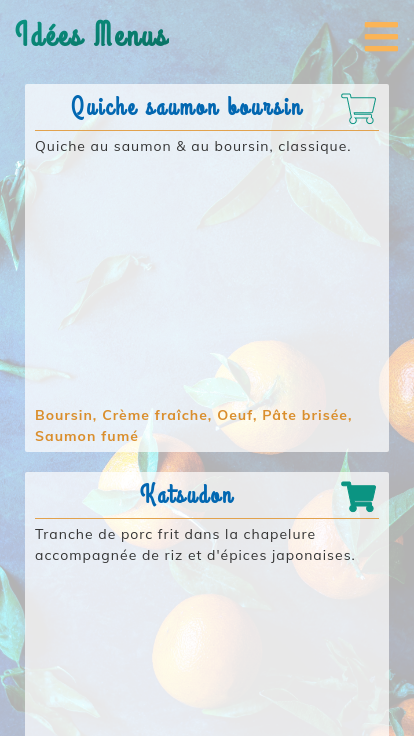 Idées Menus
Quiche saumon boursin
Quiche au saumon & au boursin, classique.
Boursin, Crème fraîche, Oeuf, Pâte brisée,
Saumon fumé
Katsudon
Tranche de porc frit dans la chapelure
accompagnée de riz et d'épices japonaises.